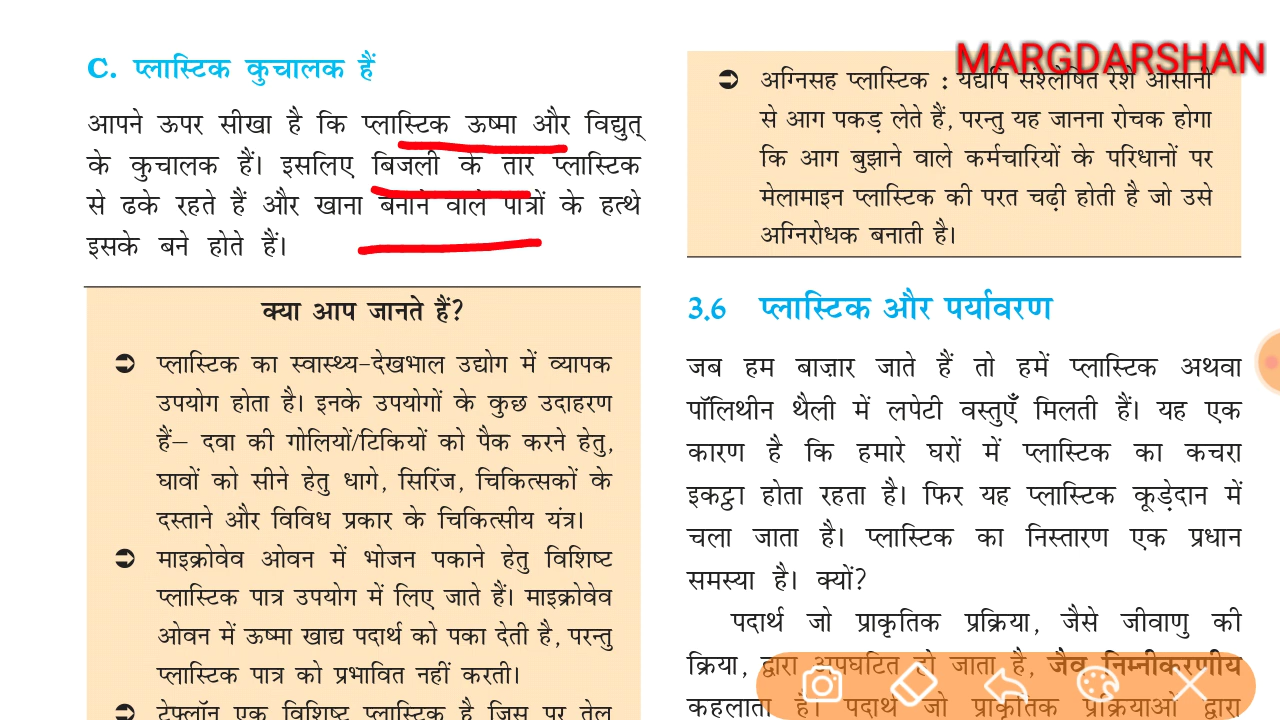 MARGDARSHAN
C. प्लास्टिक कुचालक हैं
आपने ऊपर सीखा है कि प्लास्टिक ऊष्मा और विद्युत्
के कुचालक हैं। इसलिए बिजली के तार प्लास्टिक
से ढके रहते हैं और खाना बनाने वाले पात्रों के हत्थे
इसके बने होते हैं।
क्या आप जानते हैं?
➲ प्लास्टिक का स्वास्थ्य-देखभाल उद्योग में व्यापक
उपयोग होता है। इनके उपयोगों के कुछ उदाहरण
हैं– दवा की गोलियों/टिकियों को पैक करने हेतु,
घावों को सीने हेतु धागे, सिरिंज, चिकित्सकों के
दस्ताने और विविध प्रकार के चिकित्सीय यंत्र।
➲ माइक्रोवेव ओवन में भोजन पकाने हेतु विशिष्ट
प्लास्टिक पात्र उपयोग में लिए जाते हैं। माइक्रोवेव
ओवन में ऊष्मा खाद्य पदार्थ को पका देती है, परन्तु
प्लास्टिक पात्र को प्रभावित नहीं करती।
➲ टेफ्लॉन एक विशिष्ट प्लास्टिक है जिस पर तेल
➲ अग्निसह प्लास्टिक : यद्यपि संश्लेषित रेशे आसानी
से आग पकड़ लेते हैं, परन्तु यह जानना रोचक होगा
कि आग बुझाने वाले कर्मचारियों के परिधानों पर
मेलामाइन प्लास्टिक की परत चढ़ी होती है जो उसे
अग्निरोधक बनाती है।
3.6 प्लास्टिक और पर्यावरण
जब हम बाज़ार जाते हैं तो हमें प्लास्टिक अथवा
पॉलिथीन थैली में लपेटी वस्तुएँ मिलती हैं। यह एक
कारण है कि हमारे घरों में प्लास्टिक का कचरा
इकट्ठा होता रहता है। फिर यह प्लास्टिक कूड़ेदान में
चला जाता है। प्लास्टिक का निस्तारण एक प्रधान
समस्या है। क्यों?
पदार्थ जो प्राकृतिक प्रक्रिया, जैसे जीवाणु की
क्रिया, द्वारा अपघटित हो जाता है, जैव निम्नीकरणीय
कहलाता है। पदार्थ जो प्राकृतिक प्रक्रियाओं द्वारा